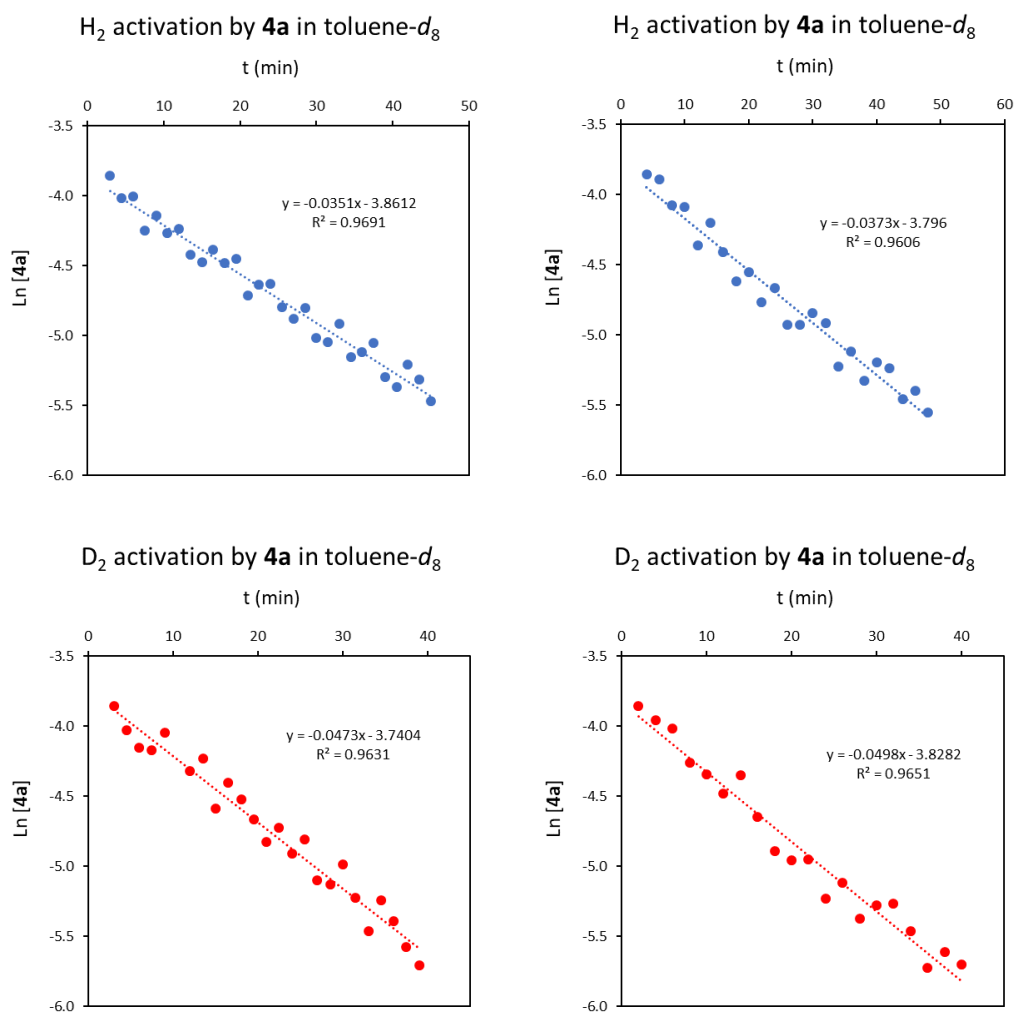 H₂ activation by 4a in toluene-d₈
t (min)
0 10 20 30 40 50
-3.5
-4.0
-4.5
-5.0
-5.5
-6.0
Ln [4a]
y = -0.0351x - 3.8612
R² = 0.9691
H₂ activation by 4a in toluene-d₈
t (min)
0 10 20 30 40 50 60
-3.5
-4.0
-4.5
-5.0
-5.5
-6.0
Ln [4a]
y = -0.0373x - 3.796
R² = 0.9606
D₂ activation by 4a in toluene-d₈
t (min)
0 10 20 30 40
-3.5
-4.0
-4.5
-5.0
-5.5
-6.0
Ln [4a]
y = -0.0473x - 3.7404
R² = 0.9631
D₂ activation by 4a in toluene-d₈
t (min)
0 10 20 30 40
-3.5
-4.0
-4.5
-5.0
-5.5
-6.0
Ln [4a]
y = -0.0498x - 3.8282
R² = 0.9651